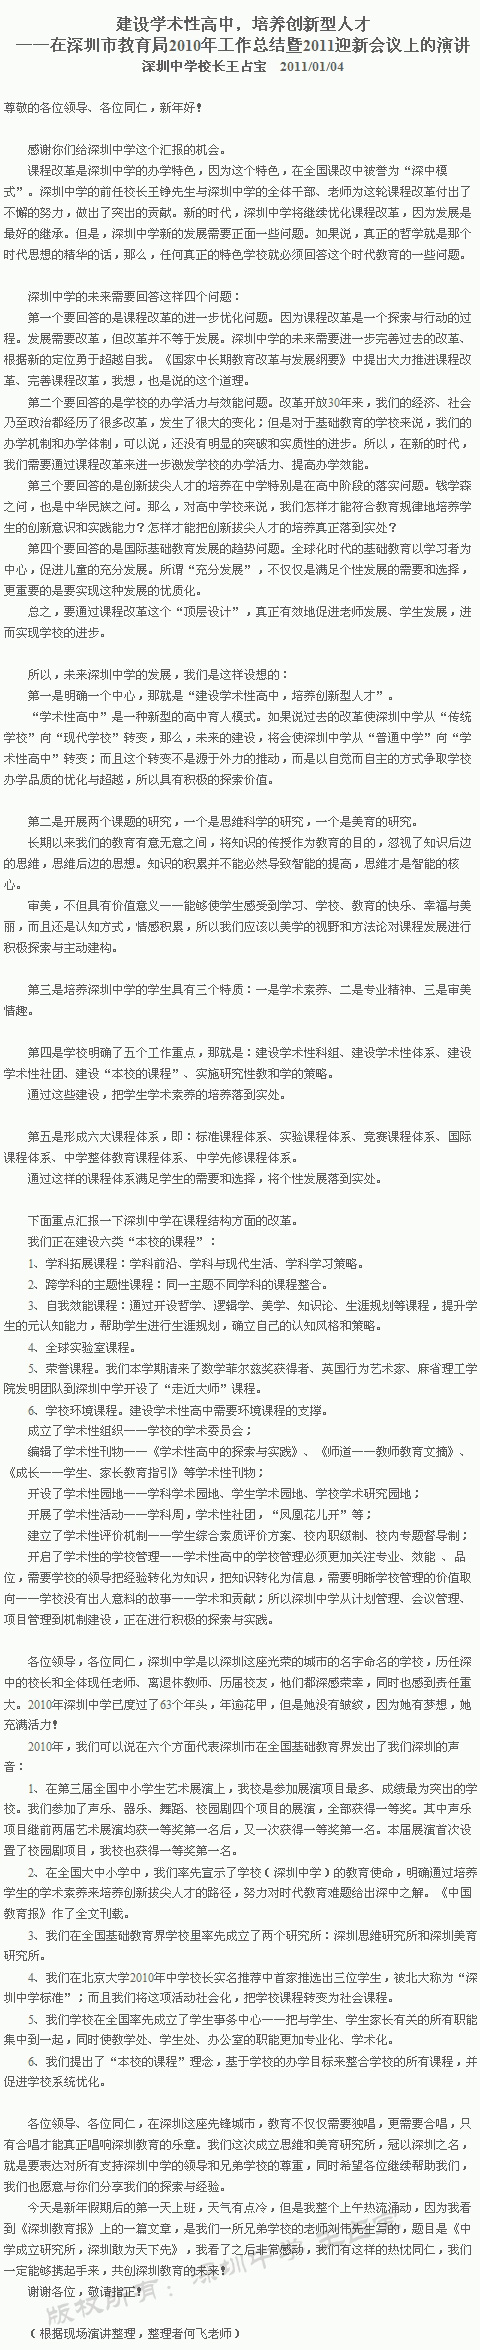 建设学术性高中，培养创新型人才
——在深圳市教育局2010年工作总结暨2011迎新会议上的演讲
深圳中学校长王占宝　2011/01/04
尊敬的各位领导、各位同仁，新年好！
感谢你们给深圳中学这个汇报的机会。
课程改革是深圳中学的办学特色，因为这个特色，在全国课改中被誉为“深中模
式”。深圳中学的前任校长王铮先生与深圳中学的全体干部、老师为这轮课程改革付出了
不懈的努力，做出了突出的贡献。新的时代，深圳中学将继续优化课程改革，因为发展是
最好的继承。但是，深圳中学新的发展需要正面一些问题。如果说，真正的哲学就是那个
时代思想的精华的话，那么，任何真正的特色学校就必须回答这个时代教育的一些问题。
深圳中学的未来需要回答这样四个问题：
第一个要回答的是课程改革的进一步优化问题。因为课程改革是一个探索与行动的过
程。发展需要改革，但改革并不等于发展。深圳中学的未来需要进一步完善过去的改革、
根据新的定位勇于超越自我。《国家中长期教育改革与发展纲要》中提出大力推进课程改
革、完善课程改革，我想，也是说的这个道理。
第二个要回答的是学校的办学活力与效能问题。改革开放30年来，我们的经济、社会
乃至政治都经历了很多改革，发生了很大的变化；但是对于基础教育的学校来说，我们的
办学机制和办学体制，可以说，还没有明显的突破和实质性的进步。所以，在新的时代，
我们需要通过课程改革来进一步激发学校的办学活力、提高办学效能。
第三个要回答的是创新拔尖人才的培养在中学特别是在高中阶段的落实问题。钱学森
之问，也是中华民族之问。那么，对高中学校来说，我们怎样才能符合教育规律地培养学
生的创新意识和实践能力？怎样才能把创新拔尖人才的培养真正落到实处？
第四个要回答的是国际基础教育发展的趋势问题。全球化时代的基础教育以学习者为
中心，促进儿童的充分发展。所谓“充分发展”，不仅仅是满足个性发展的需要和选择，
更重要的是要实现这种发展的优质化。
总之，要通过课程改革这个“顶层设计”，真正有效地促进老师发展、学生发展，进
而实现学校的进步。
所以，未来深圳中学的发展，我们是这样设想的：
第一是明确一个中心，那就是“建设学术性高中，培养创新型人才”。
“学术性高中”是一种新型的高中育人模式。如果说过去的改革使深圳中学从“传统
学校”向“现代学校”转变，那么，未来的建设，将会使深圳中学从“普通中学”向“学
术性高中”转变；而且这个转变不是源于外力的推动，而是以自觉而自主的方式争取学校
办学品质的优化与超越，所以具有积极的探索价值。
第二是开展两个课题的研究，一个是思维科学的研究，一个是美育的研究。
长期以来我们的教育有意无意之间，将知识的传授作为教育的目的，忽视了知识后边
的思维，思维后边的思想。知识的积累并不能必然导致智能的提高，思维才是智能的核
心。
审美，不但具有价值意义——能够使学生感受到学习、学校、教育的快乐、幸福与美
丽，而且还是认知方式，情感积累，所以我们应该以美学的视野和方法论对课程发展进行
积极探索与主动建构。
第三是培养深圳中学的学生具有三个特质：一是学术素养、二是专业精神、三是审美
情趣。
第四是学校明确了五个工作重点，那就是：建设学术性科组、建设学术性体系、建设
学术性社团、建设“本校的课程”、实施研究性教和学的策略。
通过这些建设，把学生学术素养的培养落到实处。
第五是形成六大课程体系，即：标准课程体系、实验课程体系、竞赛课程体系、国际
课程体系、中学整体教育课程体系、中学先修课程体系。
通过这样的课程体系满足学生的需要和选择，将个性发展落到实处。
下面重点汇报一下深圳中学在课程结构方面的改革。
我们正在建设六类“本校的课程”：
1、学科拓展课程：学科前沿、学科与现代生活、学科学习策略。
2、跨学科的主题性课程：同一主题不同学科的课程整合。
3、自我效能课程：通过开设哲学、逻辑学、美学、知识论、生涯规划等课程，提升学
生的元认知能力，帮助学生进行生涯规划，确立自己的认知风格和策略。
4、全球实验室课程。
5、荣誉课程。我们本学期请来了数学菲尔兹奖获得者、英国行为艺术家、麻省理工学
院发明团队到深圳中学开设了“走近大师”课程。
6、学校环境课程。建设学术性高中需要环境课程的支撑。
成立了学术性组织——学校的学术委员会；
编辑了学术性刊物——《学术性高中的探索与实践》、《师道——教师教育文摘》、
《成长——学生、家长教育指引》等学术性刊物；
开设了学术性园地——学科学术园地、学生学术园地、学校学术研究园地；
开展了学术性活动——学科周，学术性社团，“凤凰花儿开”等；
建立了学术性评价机制——学生综合素质评价方案、校内职级制、校内专题督导制；
开启了学术性的学校管理——学术性高中的学校管理必须更加关注专业、效能 、品
位，需要学校的领导把经验转化为知识，把知识转化为信息，需要明晰学校管理的价值取
向——学校没有出人意料的故事——学术和贡献；所以深圳中学从计划管理、会议管理、
项目管理到机制建设，正在进行积极的探索与实践。
各位领导，各位同仁，深圳中学是以深圳这座光荣的城市的名字命名的学校，历任深
中的校长和全体现任老师、离退休教师、历届校友，他们都深感荣幸，同时也感到责任重
大。2010年深圳中学已度过了63个年头，年逾花甲，但是她没有皱纹，因为她有梦想，她
充满活力！
2010年，我们可以说在六个方面代表深圳市在全国基础教育界发出了我们深圳的声
音：
1、在第三届全国中小学生艺术展演上，我校是参加展演项目最多、成绩最为突出的学
校。我们参加了声乐、器乐、舞蹈、校园剧四个项目的展演，全部获得一等奖。其中声乐
项目继前两届艺术展演均获一等奖第一名后，又一次获得一等奖第一名。本届展演首次设
置了校园剧项目，我校也获得一等奖第一名。
2、在全国大中小学中，我们率先宣示了学校（深圳中学）的教育使命，明确通过培养
学生的学术素养来培养创新拔尖人才的路径，努力对时代教育难题给出深中之解。《中国
教育报》作了全文刊载。
3、我们在全国基础教育界学校里率先成立了两个研究所：深圳思维研究所和深圳美育
研究所。
4、我们在北京大学2010年中学校长实名推荐中首家推选出三位学生，被北大称为“深
圳中学标准”；而且我们将这项活动社会化，把学校课程转变为社会课程。
5、我们学校在全国率先成立了学生事务中心——把与学生、学生家长有关的所有职能
集中到一起，同时使教学处、学生处、办公室的职能更加专业化、学术化。
6、我们提出了“本校的课程”理念，基于学校的办学目标来整合学校的所有课程，并
促进学校系统优化。
各位领导、各位同仁，在深圳这座先锋城市，教育不仅仅需要独唱，更需要合唱，只
有合唱才能真正唱响深圳教育的乐章。我们这次成立思维和美育研究所，冠以深圳之名，
就是要表达对所有支持深圳中学的领导和兄弟学校的尊重，同时希望各位继续帮助我们，
我们也愿意与你们分享我们的探索与经验。
今天是新年假期后的第一天上班，天气有点冷，但是我整个上午热流涌动，因为我看
到《深圳教育报》上的一篇文章，是我们一所兄弟学校的老师刘伟先生写的，题目是《中
学成立研究所，深圳敢为天下先》，我看了之后非常感动，我们有这样的热忱同仁，我们
一定能够携起手来，共创深圳教育的未来！
谢谢各位，敬请指正！
版权所有：深圳中学 王占宝
（根据现场演讲整理，整理者何飞老师）